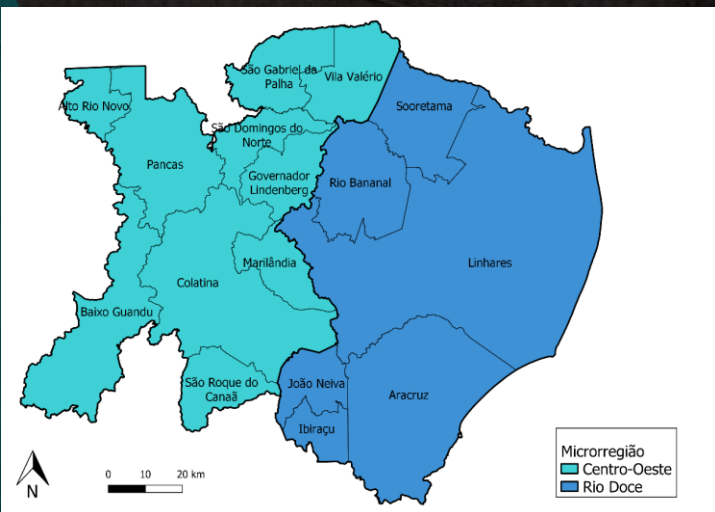 São Gabriel da
Palha
Vila Valério
Alto Rio Novo
Sooretama
São Domingos do
Norte
Pancas
Governador
Lindenberg
Rio Bananal
Marilândia
Linhares
Colatina
Baixo Guandu
São Roque do
Canaã
João Neiva
Aracruz
Ibiraçu
N
0 10 20 km
Microrregião
Centro-Oeste
Rio Doce